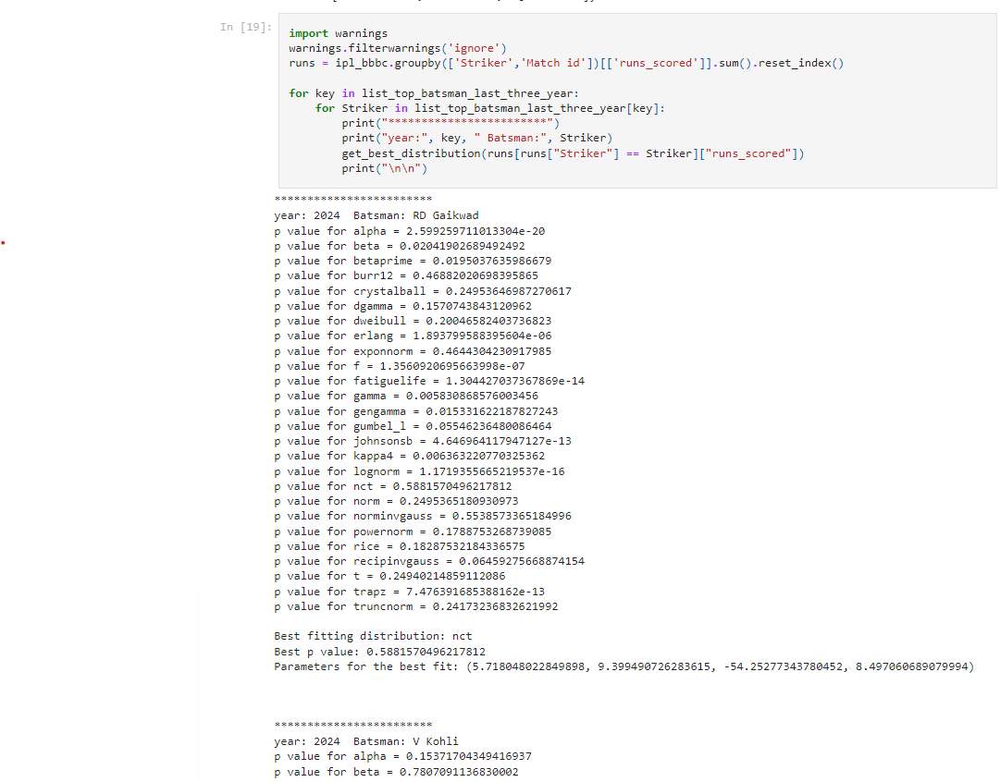 In [19]:
import warnings
warnings.filterwarnings('ignore')
runs = ipl_bbbc.groupby(['Striker','Match id'])[['runs_scored']].sum().reset_index()
for key in list_top_batsman_last_three_year:
    for Striker in list_top_batsman_last_three_year[key]:
        print("************************")
        print("year:", key, " Batsman:", Striker)
        get_best_distribution(runs[runs["Striker"] == Striker]["runs_scored"])
        print("\n\n")
************************
year: 2024  Batsman: RD Gaikwad
p value for alpha = 2.599259711013304e-20
p value for beta = 0.02041902689492492
p value for betaprime = 0.0195037635986679
p value for burr12 = 0.46882020698395865
p value for crystalball = 0.24953646987270617
p value for dgamma = 0.1570743843120962
p value for dweibull = 0.20046582403736823
p value for erlang = 1.893799588395604e-06
p value for exponnorm = 0.4644304230917985
p value for f = 1.3560920695663998e-07
p value for fatiguelife = 1.304427037367869e-14
p value for gamma = 0.005830868576003456
p value for gengamma = 0.015331622187827243
p value for gumbel_l = 0.05546236480086464
p value for johnsonsb = 4.646964117947127e-13
p value for kappa4 = 0.006363220770325362
p value for lognorm = 1.1719355665219537e-16
p value for nct = 0.5881570496217812
p value for norm = 0.2495365180930973
p value for norminvgauss = 0.5538573365184996
p value for powernorm = 0.1788753268739085
p value for rice = 0.18287532184336575
p value for recipinvgauss = 0.06459275668874154
p value for t = 0.24940214859112086
p value for trapz = 7.476391685388162e-13
p value for truncnorm = 0.24173236832621992
Best fitting distribution: nct
Best p value: 0.5881570496217812
Parameters for the best fit: (5.718048022849898, 9.399490726283615, -54.25277343780452, 8.497060689079994)
************************
year: 2024  Batsman: V Kohli
p value for alpha = 0.15371704349416937
p value for beta = 0.7807091136830002